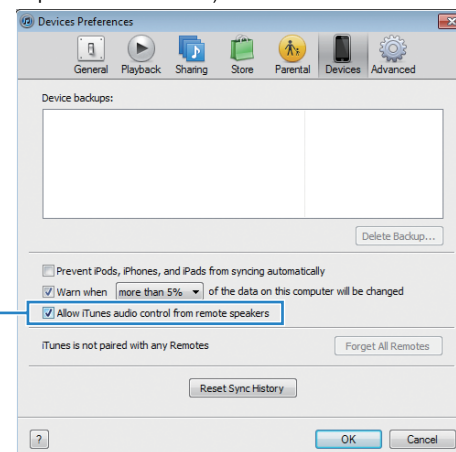 Devices Preferences
General Playback Sharing Store Parental Devices Advanced
Device backups:
Delete Backup...
Prevent iPods, iPhones, and iPads from syncing automatically
Warn when more than 5% of the data on this computer will be changed
Allow iTunes audio control from remote speakers
iTunes is not paired with any Remotes Forget All Remotes
Reset Sync History
? OK Cancel